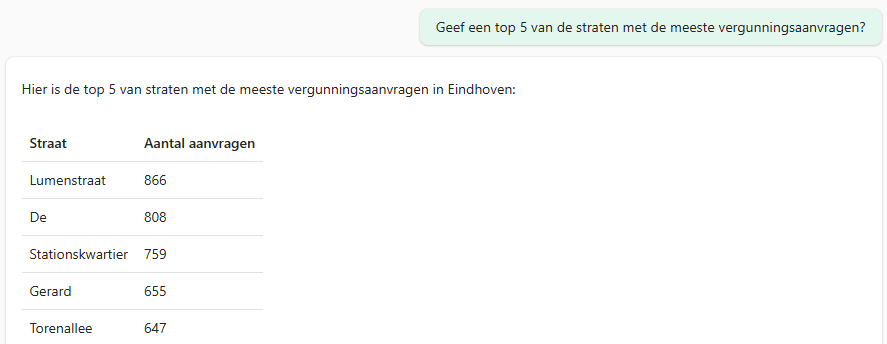 Geef een top 5 van de straten met de meeste vergunningsaanvragen?
Hier is de top 5 van straten met de meeste vergunningsaanvragen in Eindhoven:
Straat Aantal aanvragen
Lumenstraat 866
De 808
Stationskwartier 759
Gerard 655
Torenallee 647